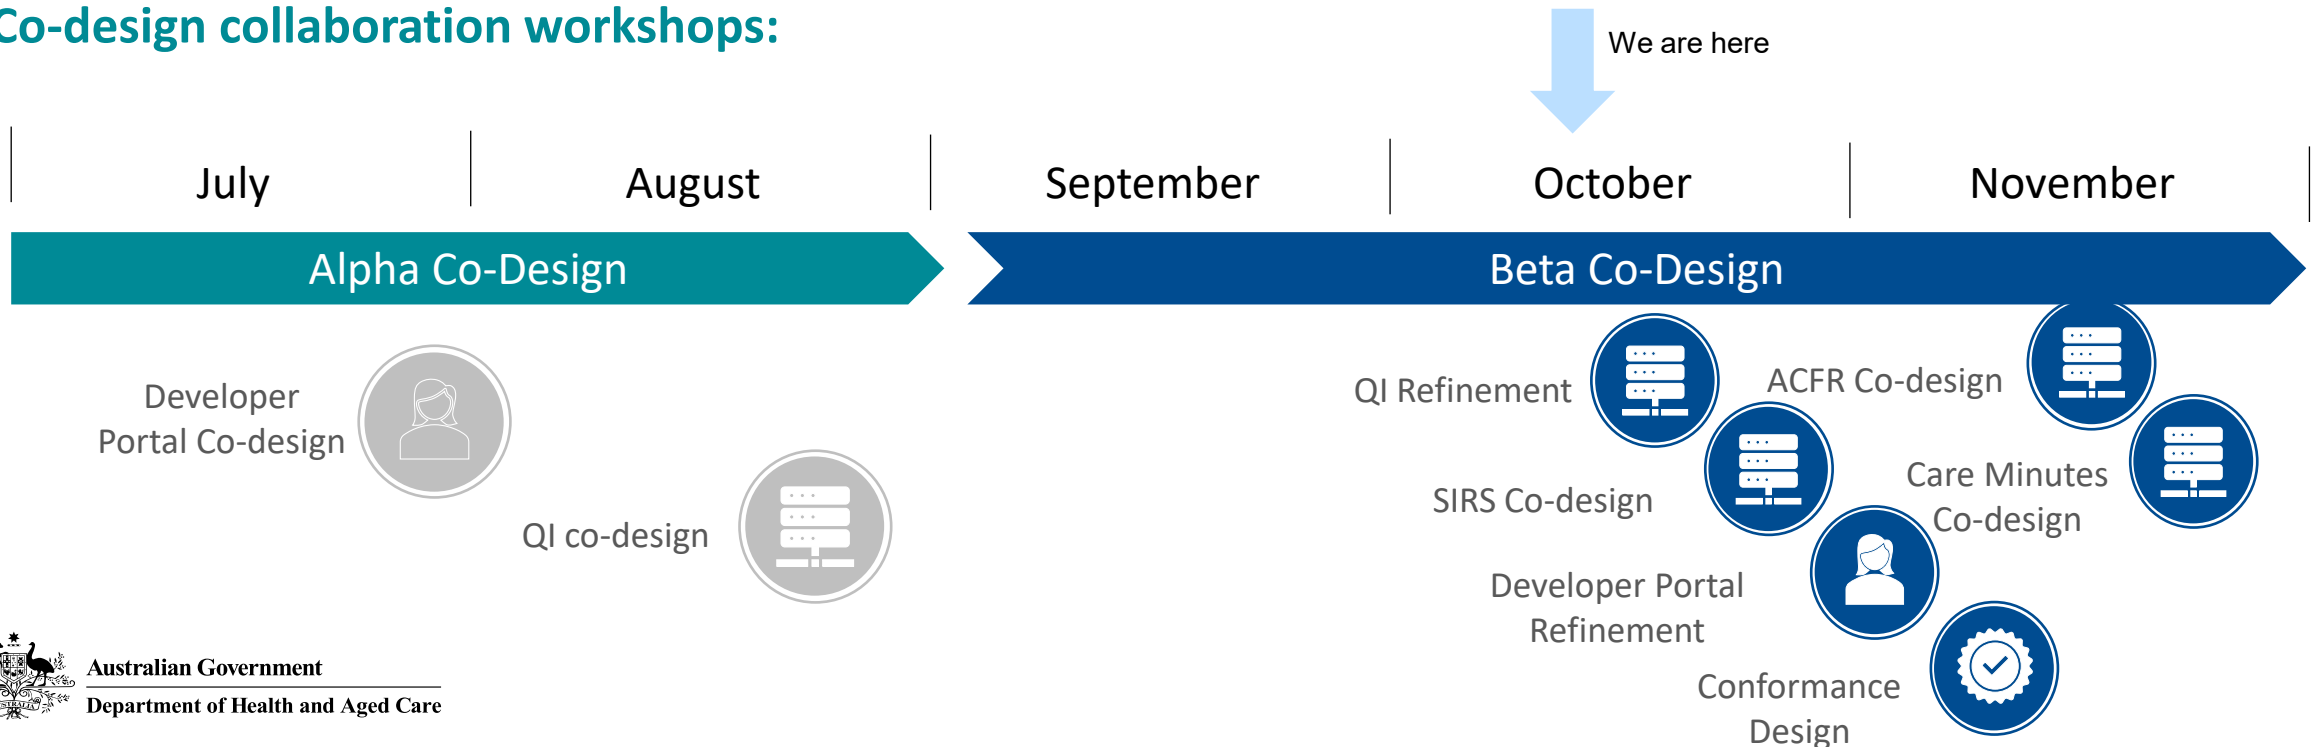 Co-design collaboration workshops:
We are here
July
August
September
October
November
Alpha Co-Design
Beta Co-Design
Developer
Portal Co-design
QI co-design
QI Refinement
SIRS Co-design
Developer Portal
Refinement
Conformance
Design
ACFR Co-design
Care Minutes
Co-design
Australian Government
Department of Health and Aged Care